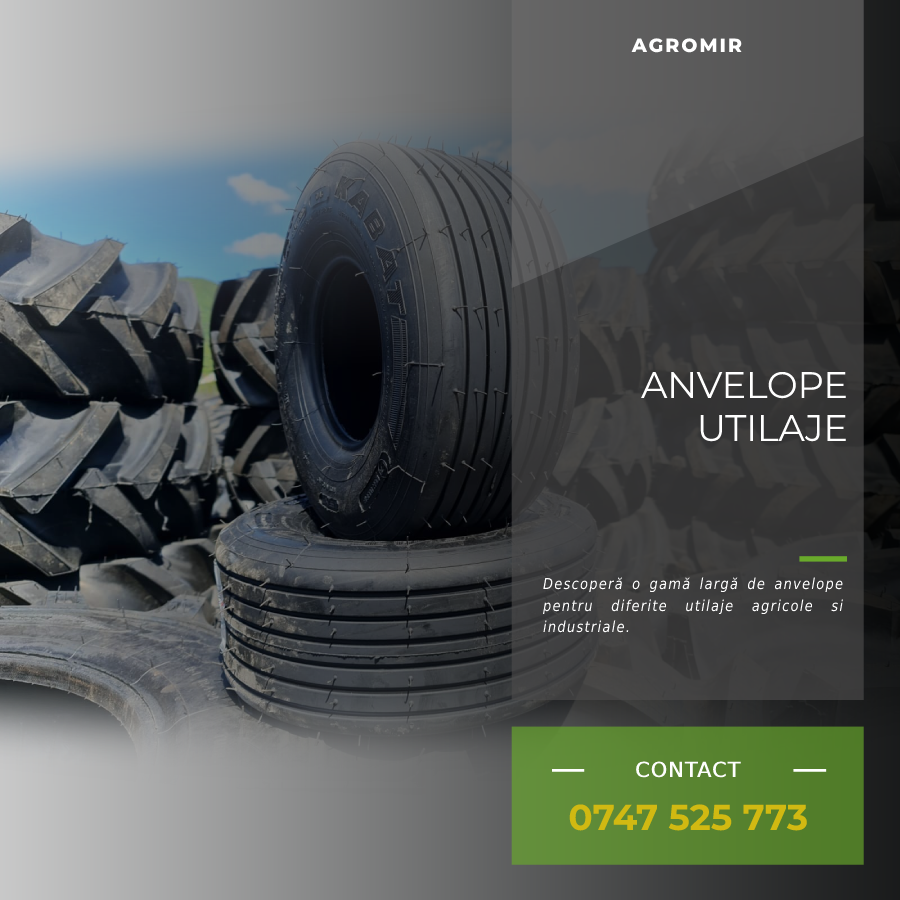 AGROMIR
KABAT
ANVELOPE
UTILAJE
Descoperă o gamă largă de anvelope
pentru diferite utilaje agricole si
industriale.
CONTACT
0747 525 773